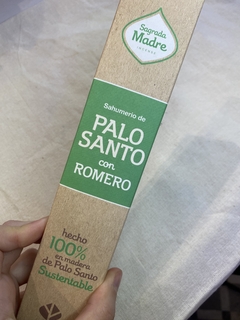 Sagrada
Madre
Sahumerio de
PALO
SANTO
con
ROMERO
hecho
100%
en madera
de Palo Santo
Sustentable